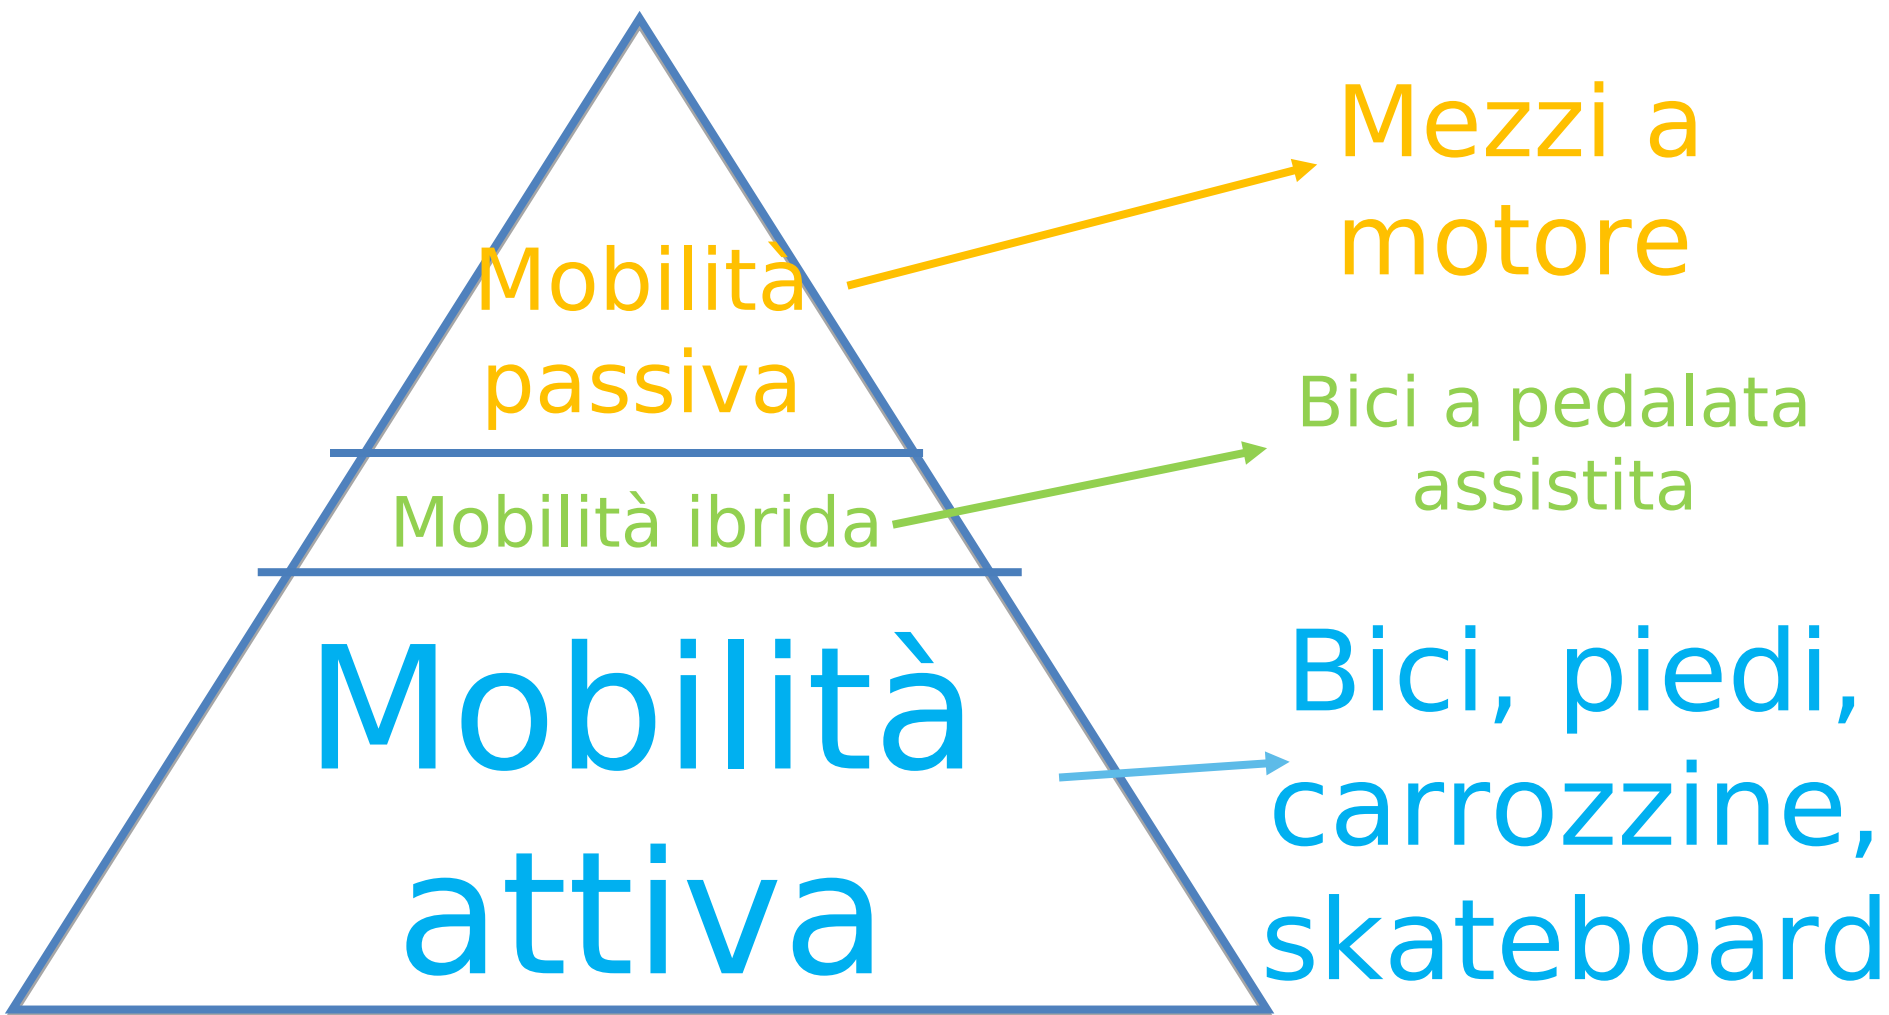 Mezzi a
motore
Mobilità
passiva
Bici a pedalata
assistita
Mobilità ibrida
Mobilità
attiva
Bici, piedi,
carrozzine,
skateboard